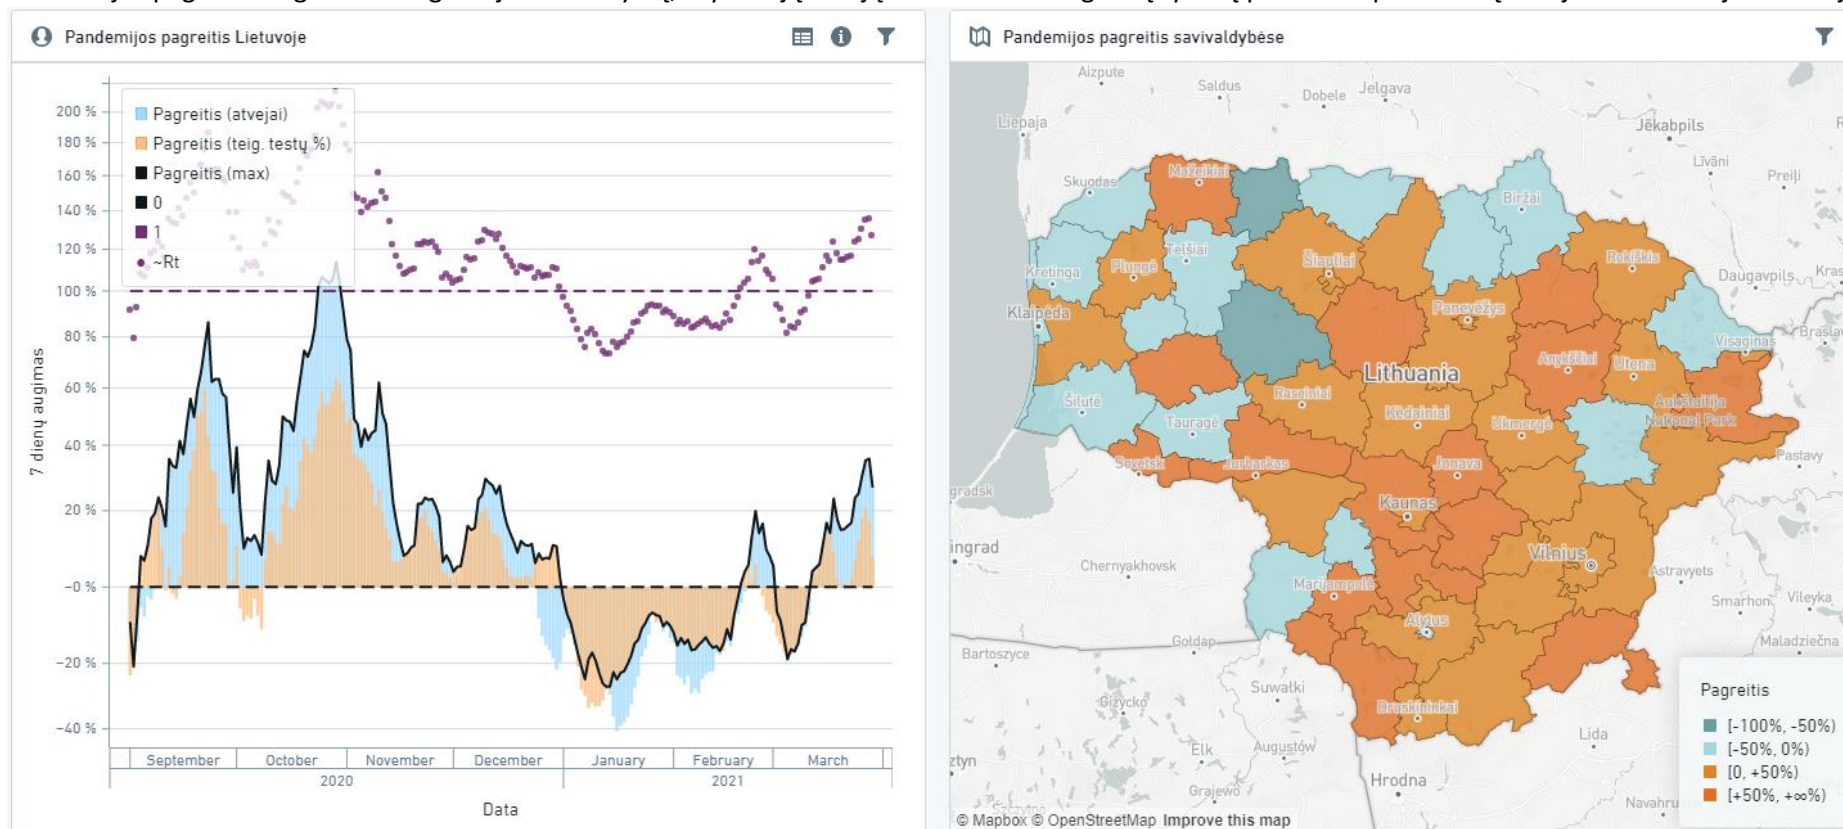 Pandemijos pagreitis Lietuvoje
200 %
180 %
160 %
140 %
120 %
100 %
80 %
60 %
40 %
20 %
-0 %
-20 %
-40 %
7 dienų augimas
Pagreitis (atvejai)
Pagreitis (teig. testų %)
Pagreitis (max)
0
1
~Rt
September
October
November
December
January
February
March
2020
2021
Data
Pandemijos pagreitis savivaldybėse
Aizpute
Saldus
Dobele
Jelgava
Liepaja
Jēkabpils
Līvāni
Preiļi
Skuodas
Mažeikiai
Biržai
Kretinga
Plungė
Telšiai
Šiauliai
Rokiškis
Daugavpils
Klaipėda
Panevėžys
Visaginas
Lithuania
Anykščiai
Utena
Šilutė
Raseiniai
Kėdainiai
Aukštaitija
National Park
Tauragė
Ukmergė
Sovetsk
Jurbarkas
Jonava
Pastavy
Kaunas
Chernyakhovsk
Vilnius
Astravyets
Marijampolė
Smarhon
Vileyka
Alytus
Gołdap
Maladziečna
Bartoszyce
Suwałki
Giżycko
Druskininkai
Lida
Ełk
Augustów
Hrodna
Grajewo
Szczytno
Pagreitis
[-100%, -50%)
[-50%, 0%)
[0, +50%)
[+50%, +∞%)
© Mapbox © OpenStreetMap Improve this map